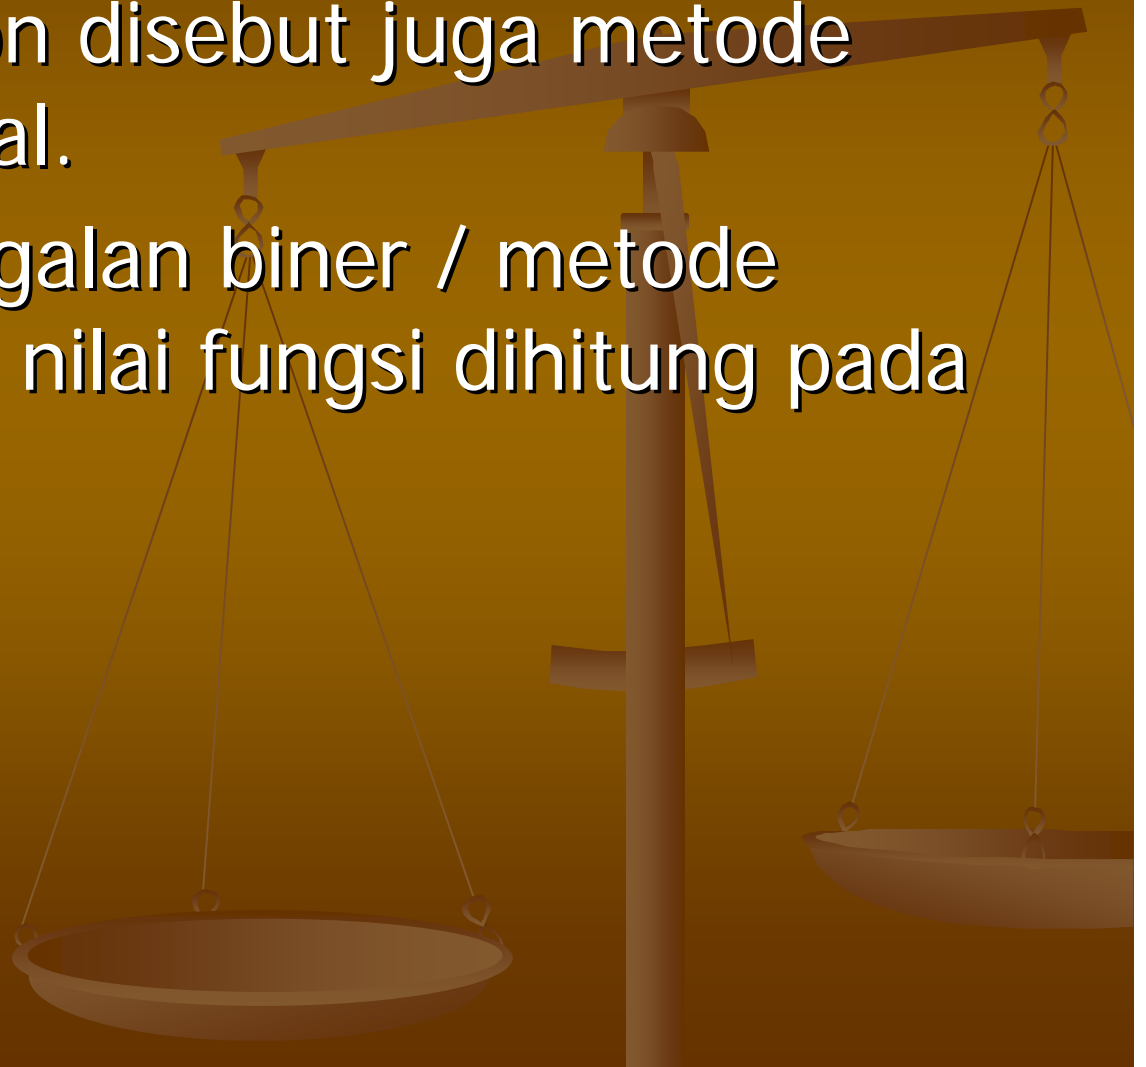 n disebut juga metode
al.
galan biner / metode
nilai fungsi dihitung pada